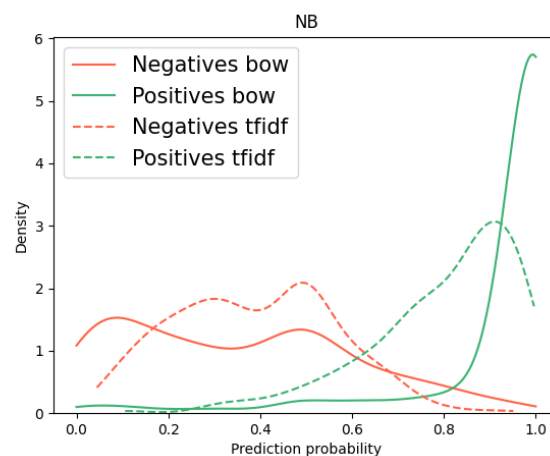 NB
Negatives bow
Positives bow
Negatives tfidf
Positives tfidf
Density
6
5
4
3
2
1
0
0.0 0.2 0.4 0.6 0.8 1.0
Prediction probability